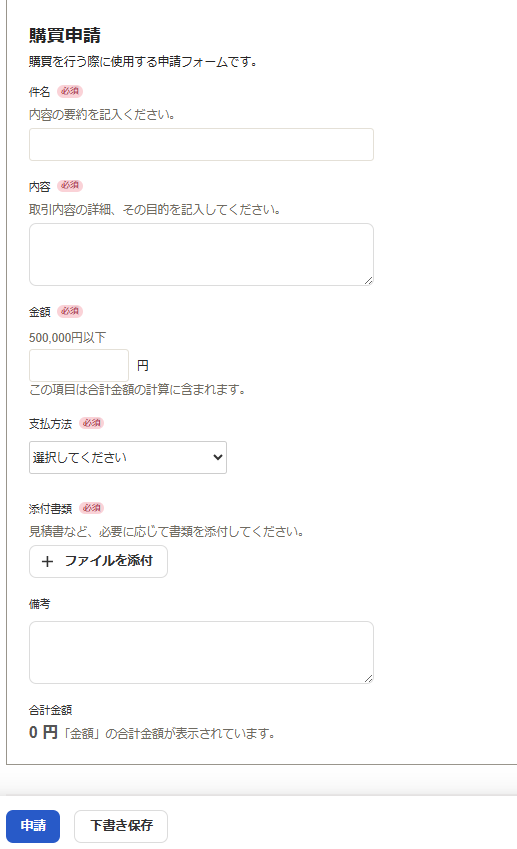 購買申請
購買を行う際に使用する申請フォームです。
件名 必須
内容の要約を記入ください。
内容 必須
取引内容の詳細、その目的を記入してください。
金額 必須
500,000円以下
円
この項目は合計金額の計算に含まれます。
支払方法 必須
選択してください
添付書類 必須
見積書など、必要に応じて書類を添付してください。
+ ファイルを添付
備考
合計金額
0 円「金額」の合計金額が表示されています。
申請 下書き保存